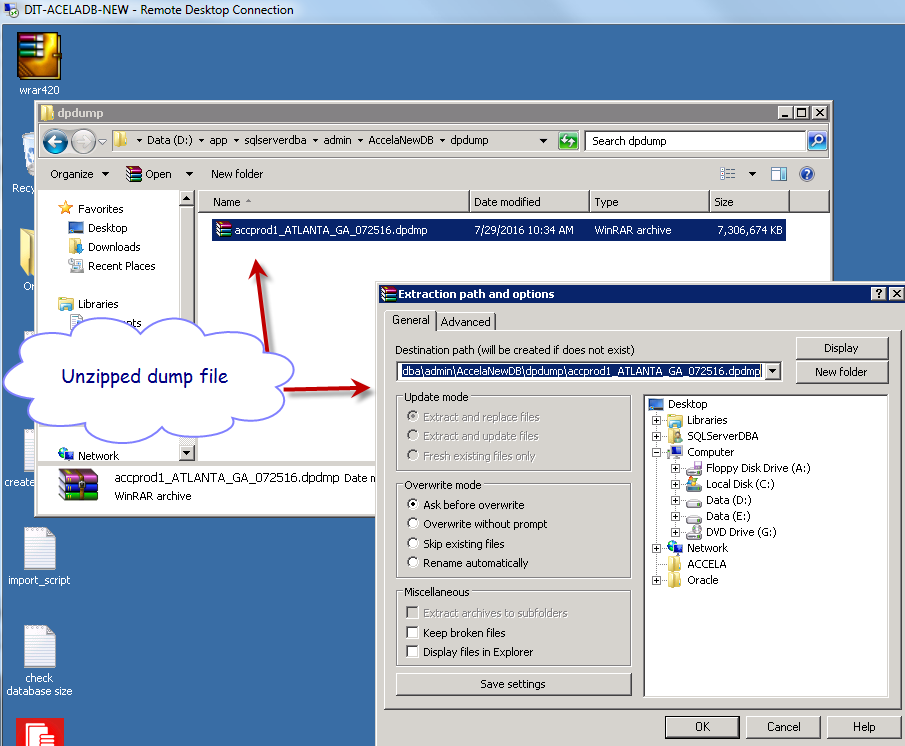 DIT-ACELADB-NEW - Remote Desktop Connection
wrar420
dpdump
Data (D:) app sqlserverdba admin AccelaNewDB dpdump
Search dpdump
Organize Open New folder
Name Date modified Type Size
accprod1_ATLANTA_GA_072516.dpdmp 7/29/2016 10:34 AM WinRAR archive 7,306,674 KB
Favorites
Desktop
Downloads
Recent Places
Libraries
Unzipped dump file
Network
accprod1_ATLANTA_GA_072516.dpdmp Date
WinRAR archive
import_script
check
database size
Extraction path and options
General Advanced
Destination path (will be created if does not exist)
dba\admin\AccelaNewDB\dpdump\accprod1_ATLANTA_GA_072516.dpdmp
Display
New folder
Update mode
Extract and replace files
Extract and update files
Fresh existing files only
Overwrite mode
Ask before overwrite
Overwrite without prompt
Skip existing files
Rename automatically
Miscellaneous
Extract archives to subfolders
Keep broken files
Display files in Explorer
Save settings
Desktop
Libraries
SQLServerDBA
Computer
Floppy Disk Drive (A:)
Local Disk (C:)
Data (D:)
Data (E:)
DVD Drive (G:)
Network
ACCELA
Oracle
OK Cancel Help